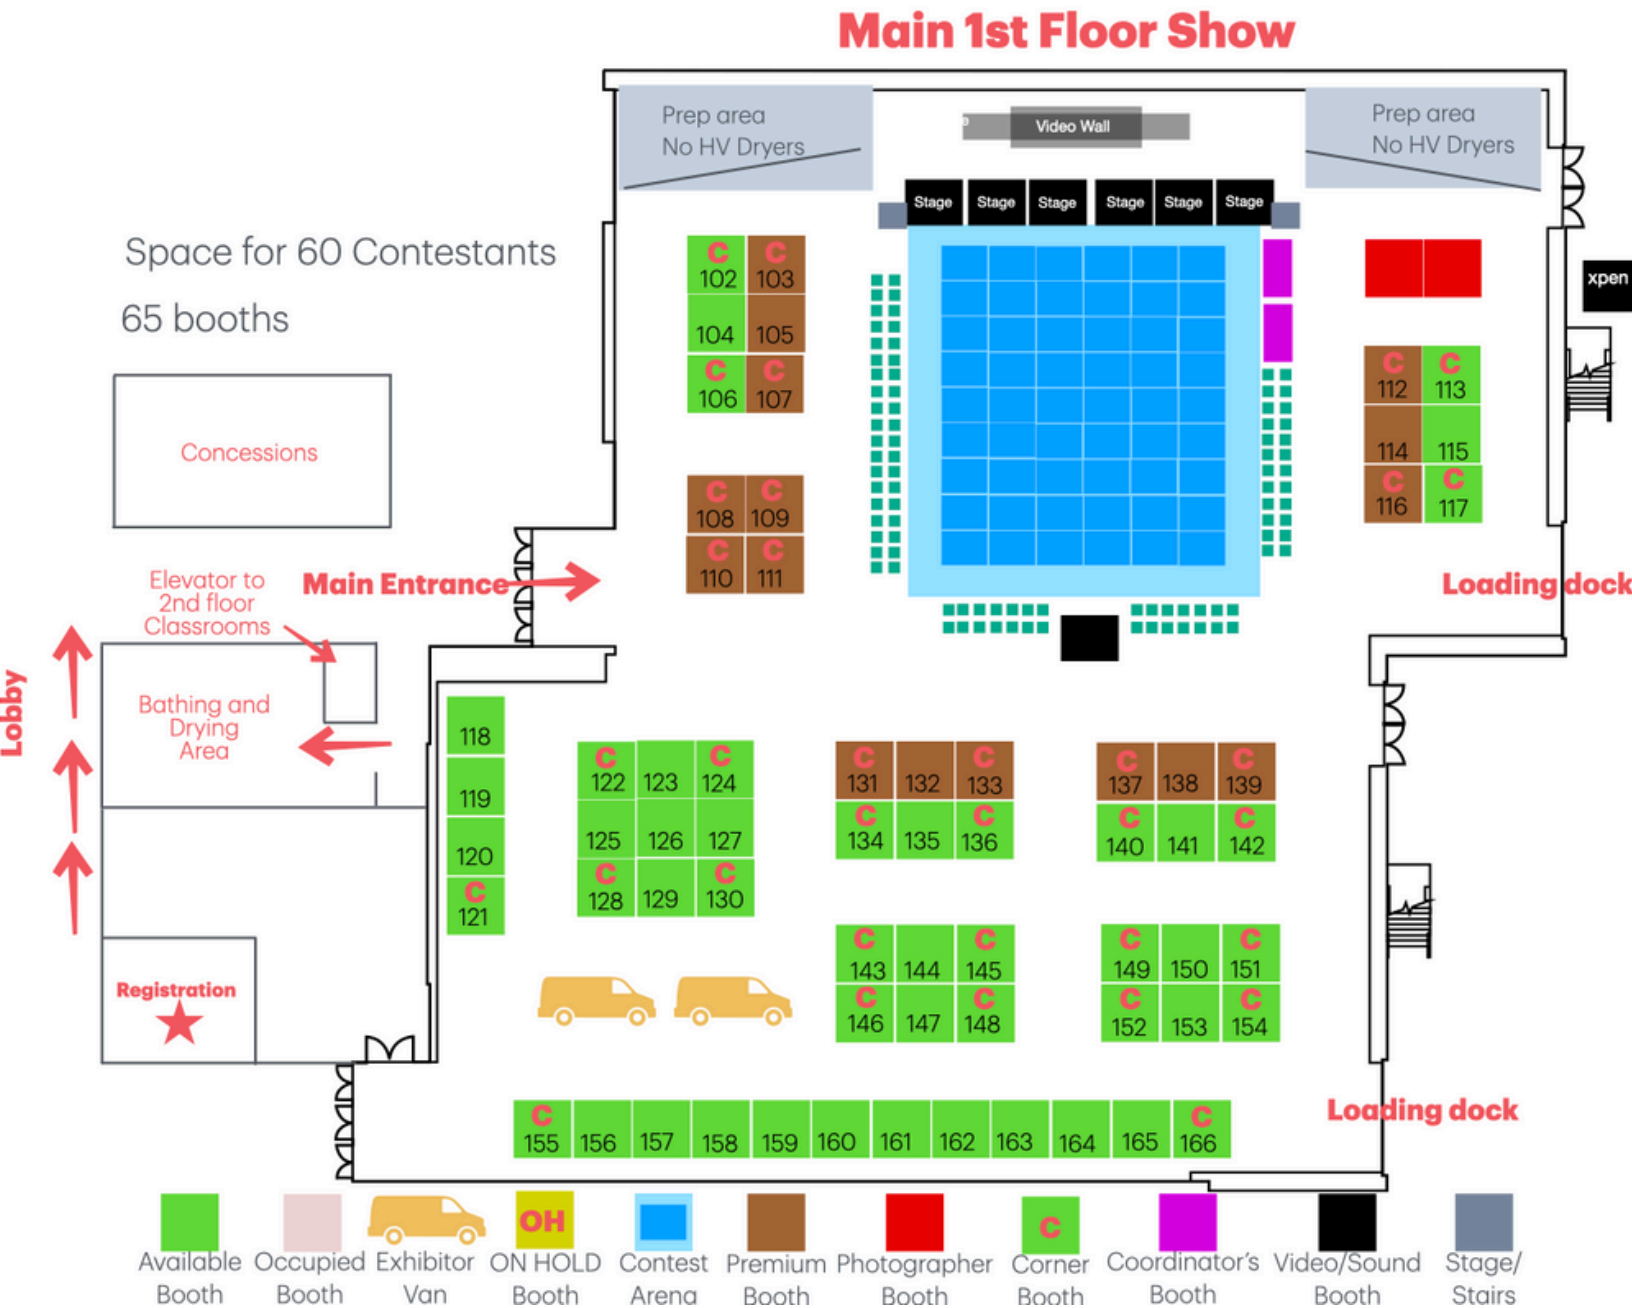 Main 1st Floor Show
Prep area
No HV Dryers
e
Video Wall
Prep area
No HV Dryers
Stage Stage Stage Stage Stage Stage
Space for 60 Contestants
65 booths
C C
102 103
104 105
C C
106 107
xpen
C C
112 113
114 115
C C
116 117
Concessions
C C
108 109
C C
110 111
Elevator to
2nd floor
Classrooms
Main Entrance
Loading dock
Lobby
Bathing and
Drying
Area
118
119
120
C
121
C C
122 123 124
125 126 127
C C
128 129 130
C C
131 132 133
C C
134 135 136
C C
137 138 139
C C
140 141 142
C C
143 144 145
C C
146 147 148
C C
149 150 151
C C
152 153 154
Registration
Loading dock
C C
155 156 157 158 159 160 161 162 163 164 165 166
Available
Booth
Occupied
Booth
Exhibitor
Van
OH
ON HOLD
Booth
Contest
Arena
Premium
Booth
Photographer
Booth
C
Corner
Booth
Coordinator's
Booth
Video/Sound
Booth
Stage/
Stairs